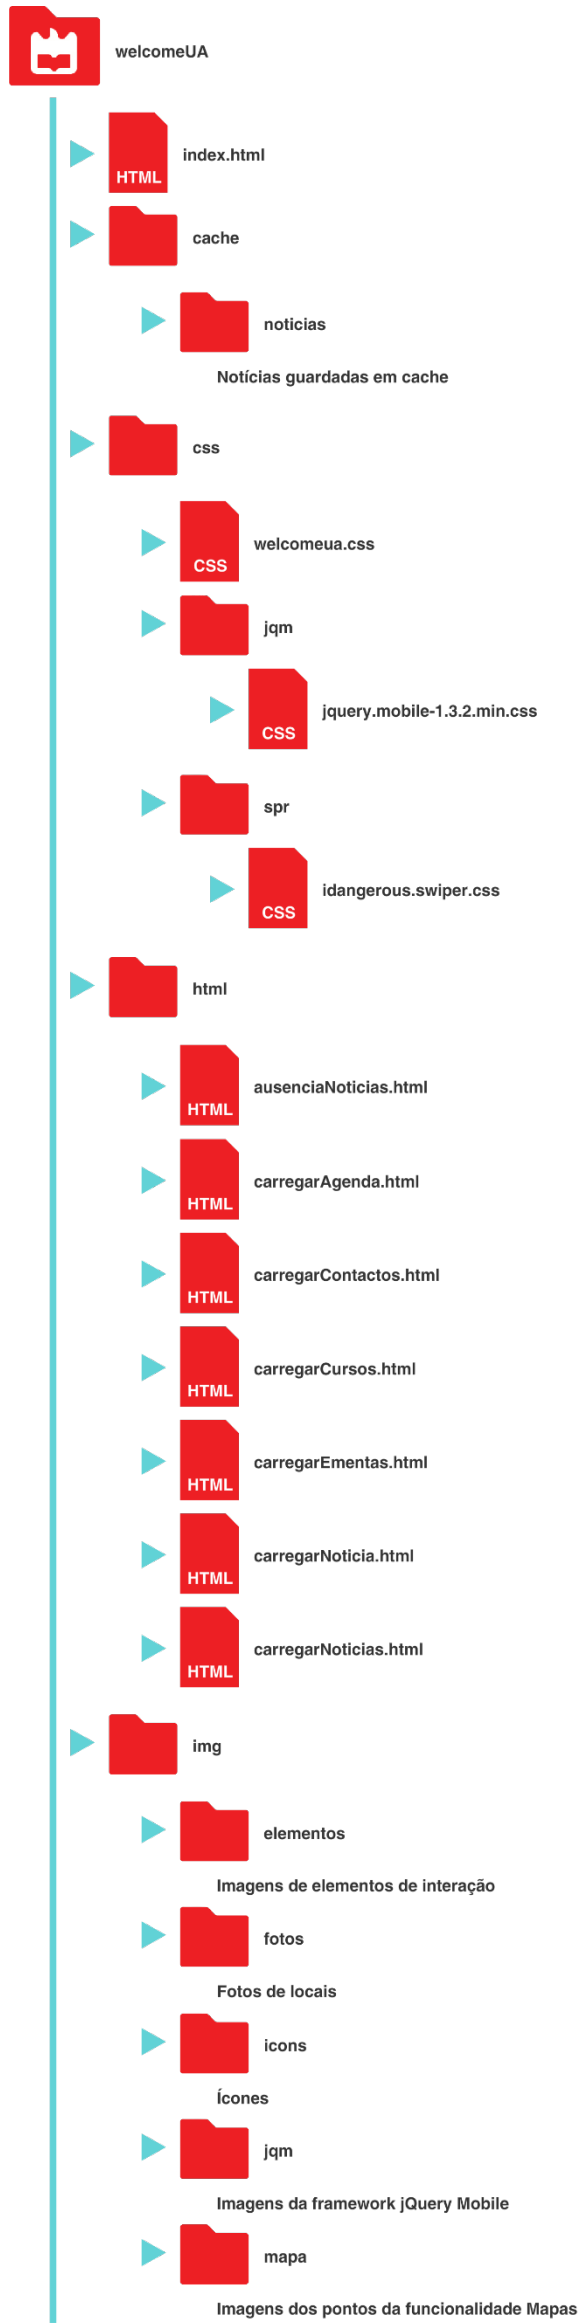 welcomeUA
HTML
index.html
cache
noticias
Notícias guardadas em cache
css
CSS
welcomeua.css
jqm
CSS
jquery.mobile-1.3.2.min.css
spr
CSS
idangerous.swiper.css
html
HTML
ausenciaNoticias.html
HTML
carregarAgenda.html
HTML
carregarContactos.html
HTML
carregarCursos.html
HTML
carregarEmentas.html
HTML
carregarNoticia.html
HTML
carregarNoticias.html
img
elementos
Imagens de elementos de interação
fotos
Fotos de locais
icons
Ícones
jqm
Imagens da framework jQuery Mobile
mapa
Imagens dos pontos da funcionalidade Mapas